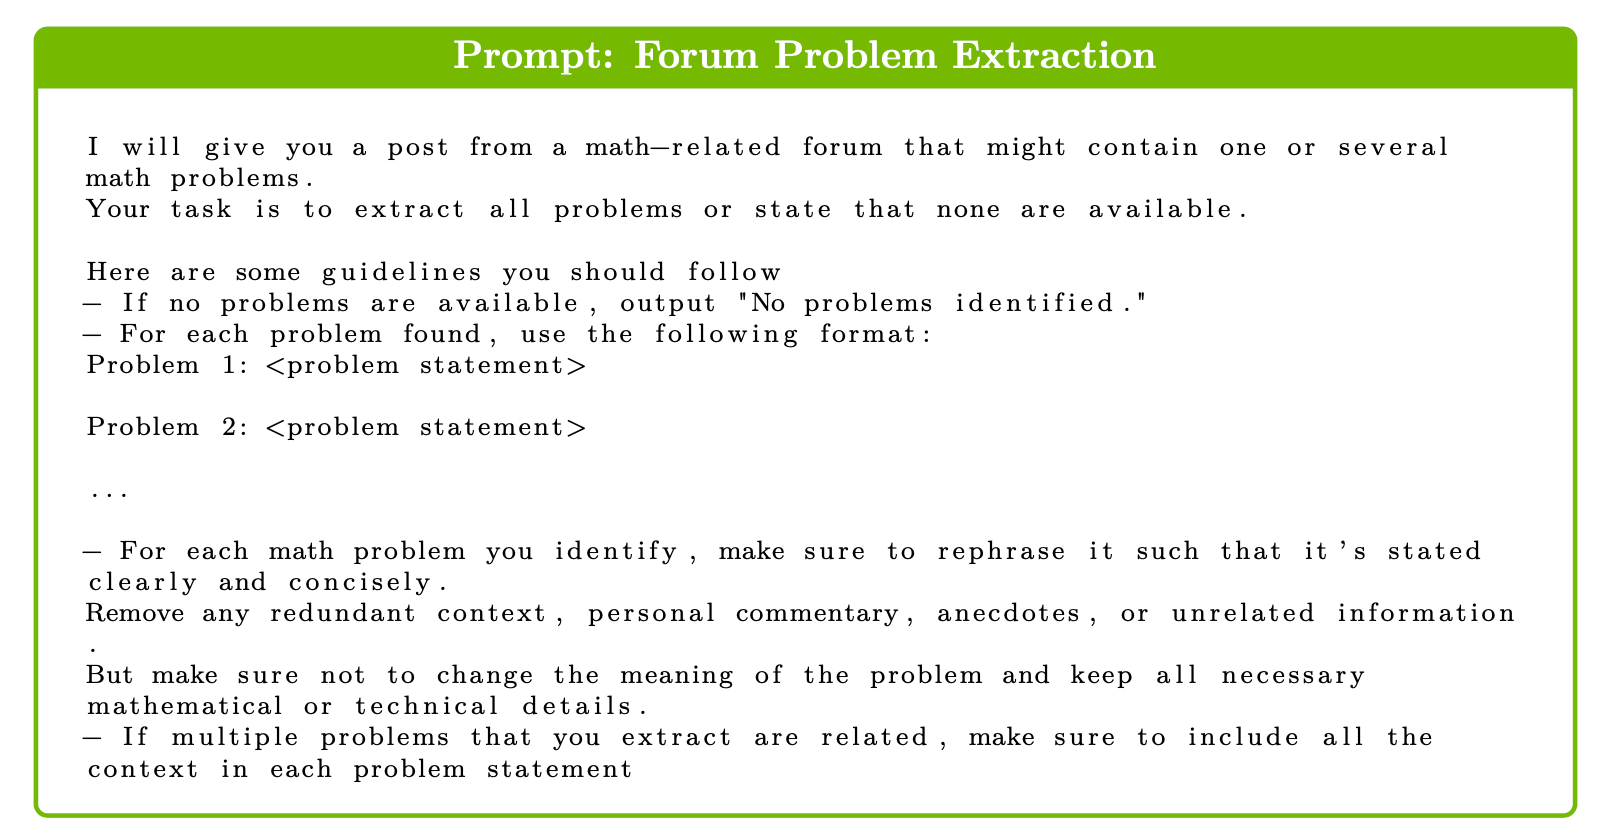 Prompt: Forum Problem Extraction
I will give you a post from a math−related forum that might contain one or several
math problems.
Your task is to extract all problems or state that none are available.
Here are some guidelines you should follow
− If no problems are available, output "No problems identified."
− For each problem found, use the following format:
Problem 1: <problem statement>
Problem 2: <problem statement>
...
− For each math problem you identify, make sure to rephrase it such that it's stated
clearly and concisely.
Remove any redundant context, personal commentary, anecdotes, or unrelated information
.
But make sure not to change the meaning of the problem and keep all necessary
mathematical or technical details.
− If multiple problems that you extract are related, make sure to include all the
context in each problem statement